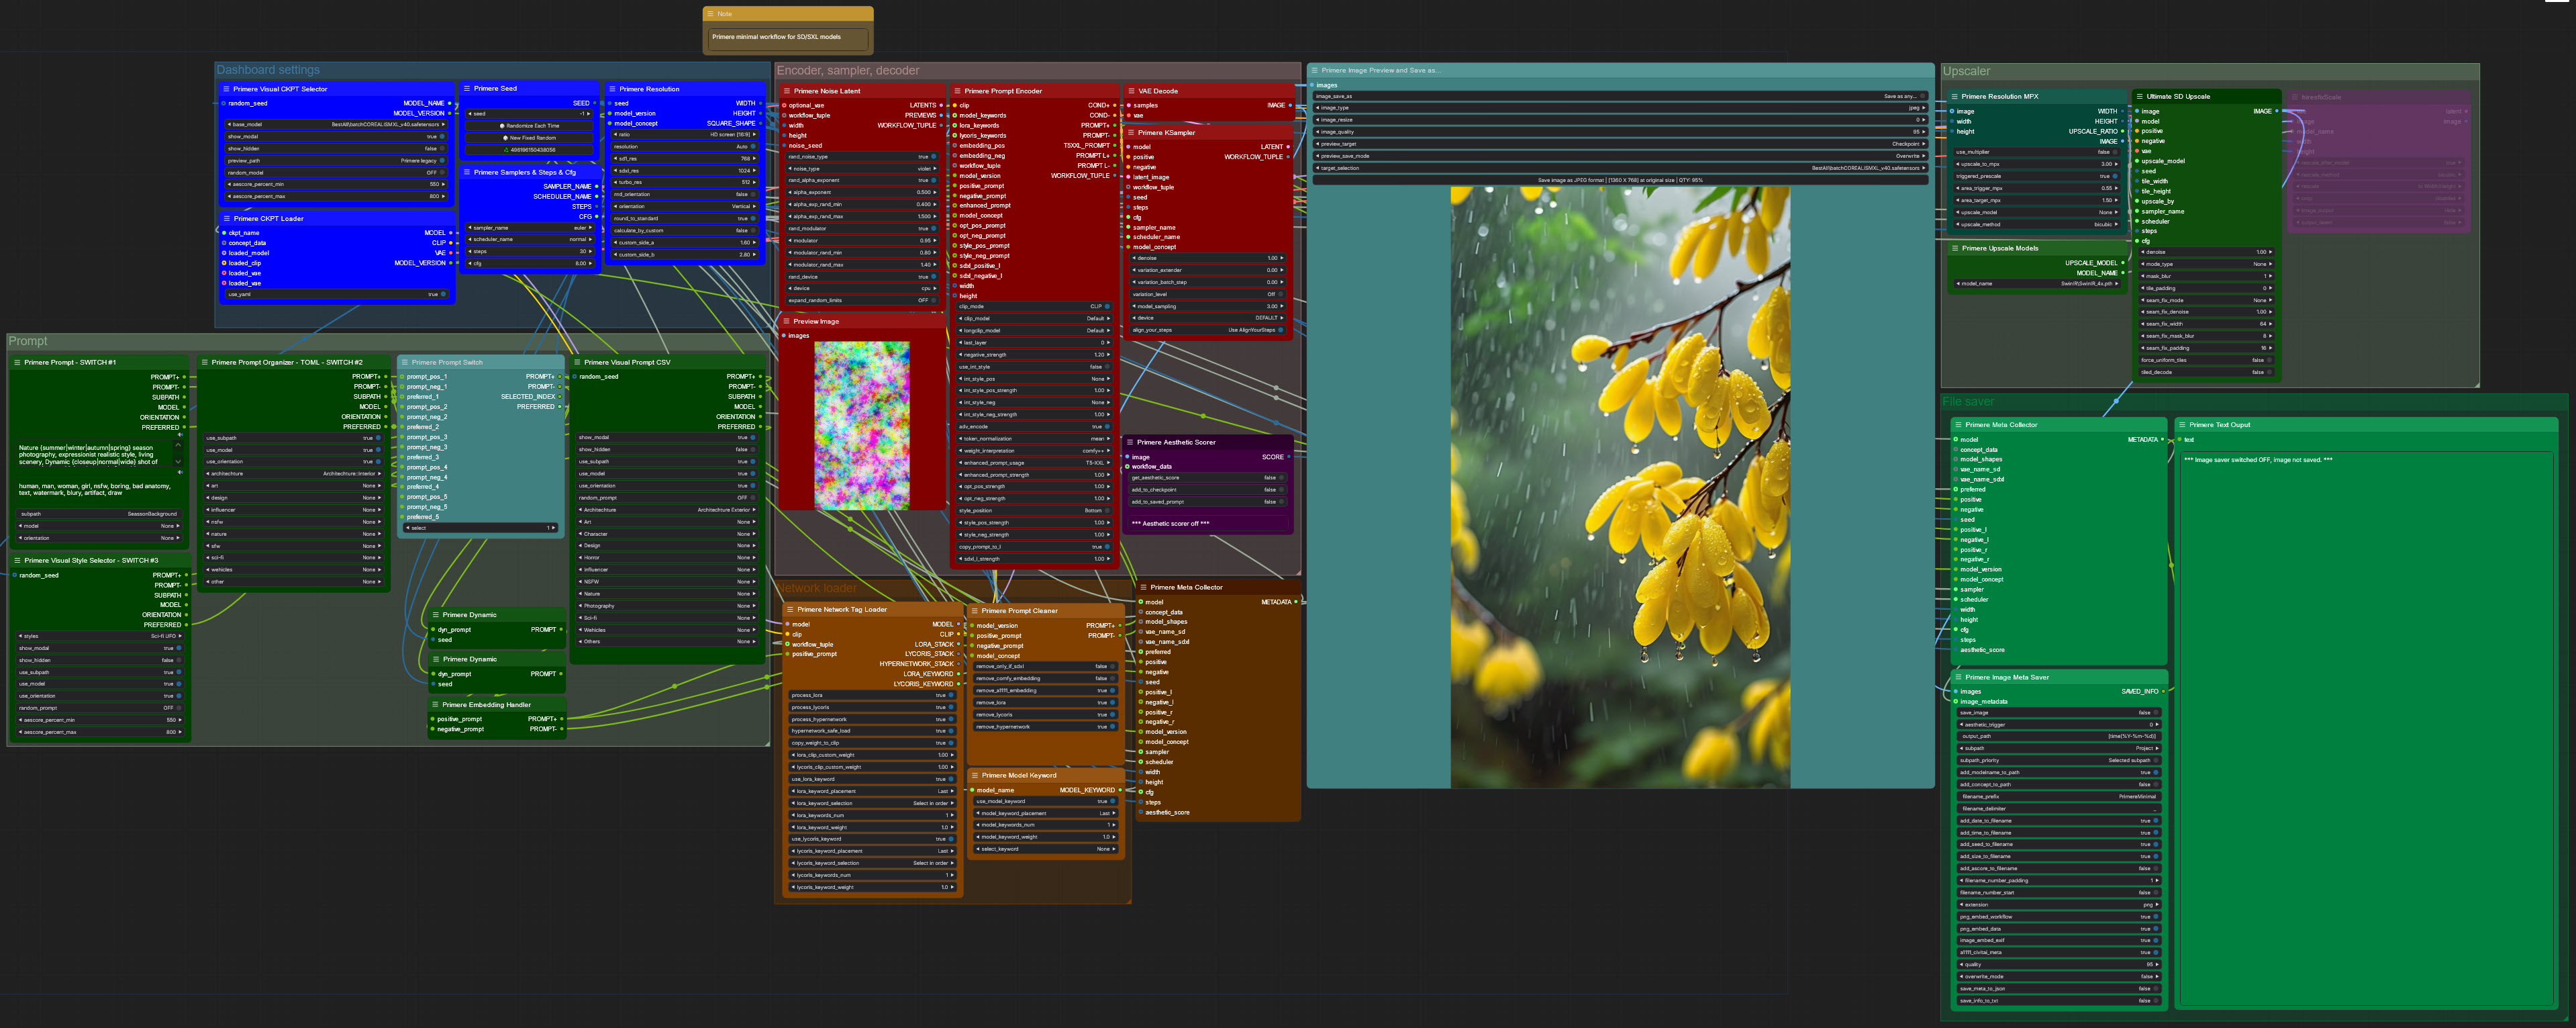 Note
Primere minimal workflow for SD/SXL models
Dashboard settings
Primere Visual CKPT Selector
random_seed
MODEL_NAME
MODEL_VERSION
base_model
show_modal true
show_hidden false
preview_path Primere legacy
random_model OFF
aescore_percent_min 550
aescore_percent_max 800
Primere CKPT Loader
ckpt_name MODEL
concept_data CLIP
loaded_model VAE
loaded_clip MODEL_VERSION
loaded_vae
loaded_vae
use_yaml true
Primere Seed
SEED
seed -1
Randomize Each Time
New Fixed Random
Primere Samplers & Steps & Cfg
SAMPLER_NAME
SCHEDULER_NAME
STEPS
CFG
sampler_name euler
scheduler_name normal
steps 30
cfg 8.00
Primere Resolution
seed WIDTH
model_version HEIGHT
model_concept SQUARE_SHAPE
ratio HD screen [16:9]
resolution Auto
sd1_res 768
sdxl_res 1024
turbo_res 512
rnd_orientation false
orientation Vertical
round_to_standard true
calculate_by_custom false
custom_side_a 1.60
custom_side_b 2.80
Prompt
Primere Prompt - SWITCH #1
PROMPT+
PROMPT-
SUBPATH
MODEL
ORIENTATION
PREFERRED
Nature {summer|winter|autumn|spring} season
photography, expressionist realistic style, living
scenery, Dynamic {closeup|normal|wide} shot of
human, man, woman, girl, nsfw, boring, bad anatomy,
text, watermark, blurry, artifact, draw
subpath SeasonBackground
model None
orientation None
Primere Visual Style Selector - SWITCH #3
random_seed PROMPT+
PROMPT-
SUBPATH
MODEL
ORIENTATION
PREFERRED
styles Sci-fi UFO
show_modal true
show_hidden false
use_subpath true
use_model true
use_orientation true
random_prompt OFF
aescore_percent_min 550
aescore_percent_max 800
Primere Prompt Organizer - TOML - SWITCH #2
PROMPT+
PROMPT-
SUBPATH
MODEL
ORIENTATION
PREFERRED
use_subpath true
use_model true
use_orientation true
architecture Architecture:Interior
art None
design None
influencer None
nsfw None
nature None
sfw None
sci-fi None
wehicles None
other None
Primere Prompt Switch
prompt_pos_1 PROMPT+
prompt_neg_1 PROMPT-
preferred_1 SELECTED_INDEX
prompt_pos_2 PREFERRED
prompt_neg_2
preferred_2
prompt_pos_3
prompt_neg_3
preferred_3
prompt_pos_4
prompt_neg_4
preferred_4
prompt_pos_5
prompt_neg_5
preferred_5
select 1
Primere Dynamic
dyn_prompt PROMPT
seed
Primere Dynamic
dyn_prompt PROMPT
seed
Primere Embedding Handler
positive_prompt PROMPT+
negative_prompt PROMPT-
Primere Visual Prompt CSV
random_seed PROMPT+
PROMPT-
SUBPATH
MODEL
ORIENTATION
PREFERRED
show_modal true
show_hidden false
use_subpath true
use_model true
use_orientation true
random_prompt OFF
Architecture Architecture Exterior
Art None
Character None
Design None
Horror None
Influencer None
NSFW None
Nature None
Photography None
Sci-fi None
Wehicles None
Others None
Encoder, sampler, decoder
Primere Noise Latent
optional_vae LATENTS
workflow_tuple PREVIEWS
width WORKFLOW_TUPLE
height
noise_seed
rand_noise_type true
noise_type violet
rand_alpha_exponent true
alpha_exponent 0.500
alpha_exp_rand_min 0.400
alpha_exp_rand_max 1.500
rand_modulator true
modulator 0.95
modulator_rand_min 0.80
modulator_rand_max 1.40
rand_device true
device cpu
expand_random_limits OFF
Preview Image
images
Primere Prompt Encoder
clip COND+
model_keywords COND-
lora_keywords PROMPT+
lycoris_keywords PROMPT-
embedding_pos T5XXL_PROMPT
embedding_neg PROMPT L+
workflow_tuple PROMPT L-
model_version WORKFLOW_TUPLE
positive_prompt
negative_prompt
enhanced_prompt
model_concept
opt_pos_prompt
opt_neg_prompt
style_pos_prompt
style_neg_prompt
sdxl_positive_l
sdxl_negative_l
width
height
clip_mode CLIP
clip_model Default
longclip_model Default
last_layer 0
negative_strength 1.20
use_int_style false
int_style_pos None
int_style_pos_strength 1.00
int_style_neg None
int_style_neg_strength 1.00
adv_encode true
token_normalization mean
weight_interpretation comfy++
enhanced_prompt_usage T5-XXL
enhanced_prompt_strength 1.00
opt_pos_strength 1.00
opt_neg_strength 1.00
style_position Bottom
style_pos_strength 1.00
style_neg_strength 1.00
copy_prompt_to_l true
sdxl_l_strength 1.00
VAE Decode
samples IMAGE
vae
Primere KSampler
model LATENT
positive WORKFLOW_TUPLE
negative
latent_image
workflow_tuple
seed
steps
cfg
sampler_name
scheduler_name
model_concept
denoise 1.00
variation_extender 0.00
variation_batch_step 0.00
variation_level Off
model_sampling 3.00
device DEFAULT
align_your_steps Use AlignYourSteps
Primere Aesthetic Scorer
image SCORE
workflow_data
get_aesthetic_score false
add_to_checkpoint false
add_to_saved_prompt false
*** Aesthetic scorer off ***
Network loader
Primere Network Tag Loader
model MODEL
clip CLIP
workflow_tuple LORA_STACK
positive_prompt LYCORIS_STACK
HYPERNETWORK_STACK
LORA_KEYWORD
LYCORIS_KEYWORD
process_lora true
process_lycoris true
process_hypernetwork true
hypernetwork_safe_load true
copy_weight_to_clip true
lora_clip_custom_weight 1.00
lycoris_clip_custom_weight 1.00
use_lora_keyword true
lora_keyword_placement Last
lora_keyword_selection Select in order
lora_keywords_num 1
lora_keyword_weight 1.0
use_lycoris_keyword true
lycoris_keyword_placement Last
lycoris_keyword_selection Select in order
lycoris_keywords_num 1
lycoris_keyword_weight 1.0
Primere Prompt Cleaner
model_version PROMPT+
positive_prompt PROMPT-
negative_prompt
model_concept
remove_only_if_sdxl false
remove_comfy_embedding false
remove_a1111_embedding true
remove_lora true
remove_lycoris true
remove_hypernetwork true
Primere Model Keyword
model_name MODEL_KEYWORD
use_model_keyword true
model_keyword_placement Last
model_keywords_num 1
model_keyword_weight 1.0
select_keyword None
Primere Meta Collector
model METADATA
concept_data
model_shapes
vae_name_sd
vae_name_sdxl
preferred
positive
negative
seed
positive_l
negative_l
positive_r
negative_r
model_version
model_concept
sampler
scheduler
width
height
cfg
steps
aesthetic_score
Primere Image Preview and Save as...
images
image_save_as Save as any...
image_type jpeg
image_resize 0
image_quality 95
preview_target Checkpoint
preview_save_mode Overwrite
target_selection
Save image as JPEG format | [1360 X 768] at original size | QTY: 95%
Upscaler
Primere Resolution MPX
image WIDTH
width HEIGHT
height UPSCALE_RATIO
IMAGE
use_multiplier false
upscale_to_mpx 3.00
triggered_prescale true
area_trigger_mpx 0.55
area_target_mpx 1.50
upscale_model None
upscale_method bicubic
Primere Upscale Models
UPSCALE_MODEL
MODEL_NAME
model_name SwinIR\SwinIR_4x.pth
Ultimate SD Upscale
image IMAGE
model
positive
negative
vae
upscale_model
seed
tile_width
tile_height
upscale_by
sampler_name
scheduler
steps
cfg
denoise 1.00
mode_type None
mask_blur 1
tile_padding 0
seam_fix_mode None
seam_fix_denoise 1.00
seam_fix_width 64
seam_fix_mask_blur 8
seam_fix_padding 16
force_uniform_tiles false
tiled_decode false
File saver
Primere Meta Collector
model METADATA
concept_data
model_shapes
vae_name_sd
vae_name_sdxl
preferred
positive
negative
seed
positive_l
negative_l
positive_r
negative_r
model_version
model_concept
sampler
scheduler
width
height
cfg
steps
aesthetic_score
Primere Image Meta Saver
images SAVED_INFO
image_metadata
save_image false
aesthetic_trigger 0
output_path [time(%Y-%m-%d)]
subpath Project
subpath_priority Selected subpath
add_modelname_to_path true
add_concept_to_path false
filename_prefix PrimereMinimal
filename_delimiter _
add_date_to_filename true
add_time_to_filename true
add_seed_to_filename true
add_size_to_filename true
add_ascore_to_filename false
filename_number_padding 1
filename_number_start false
extension png
png_embed_workflow true
png_embed_data true
image_embed_exif true
a1111_civitai_meta true
quality 95
overwrite_mode false
save_meta_to_json false
save_info_to_txt false
Primere Text Ouput
text
*** Image saver switched OFF, image not saved. ***